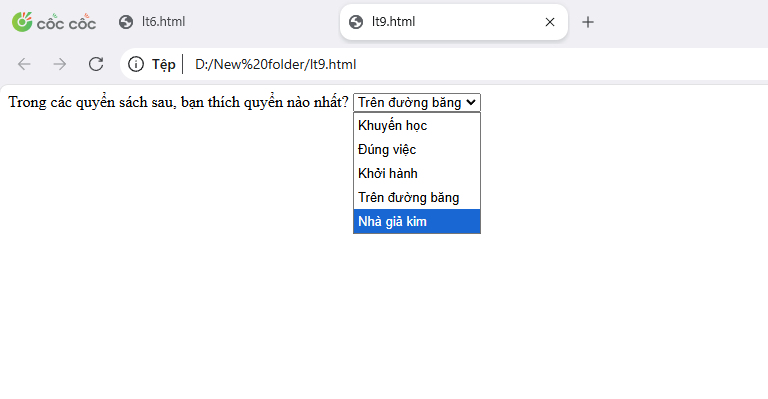 cốc cốc lt6.html lt9.html
Tệp D:/New%20folder/lt9.html
Trong các quyển sách sau, bạn thích quyển nào nhất? Trên đường băng
Khuyến học
Đúng việc
Khởi hành
Trên đường băng
Nhà giả kim